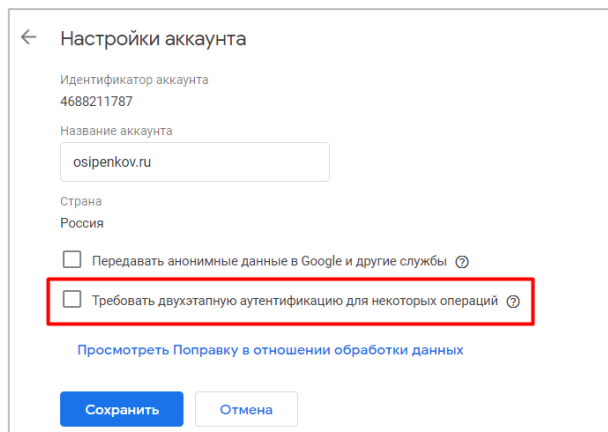 Настройки аккаунта
Идентификатор аккаунта
4688211787
Название аккаунта
osipenkov.ru
Страна
Россия
Передавать анонимные данные в Google и другие службы
Требовать двухэтапную аутентификацию для некоторых операций
Просмотреть Поправку в отношении обработки данных
Сохранить Отмена